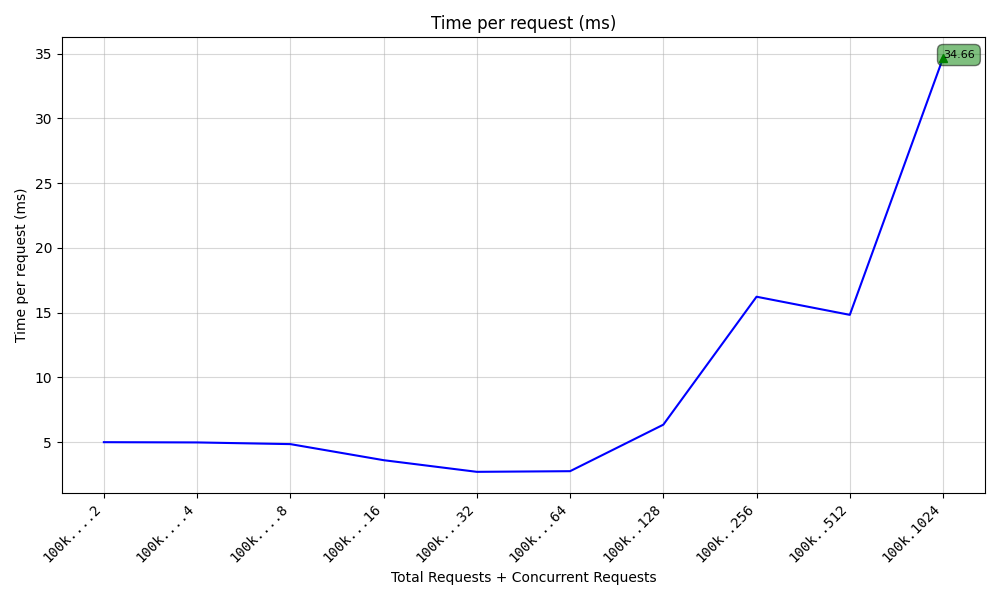 Time per request (ms)
34.66
35
30
25
20
15
10
5
Time per request (ms)
100k....2
100k....4
100k....8
100k...16
100k...32
100k...64
100k..128
100k..256
100k..512
100k.1024
Total Requests + Concurrent Requests